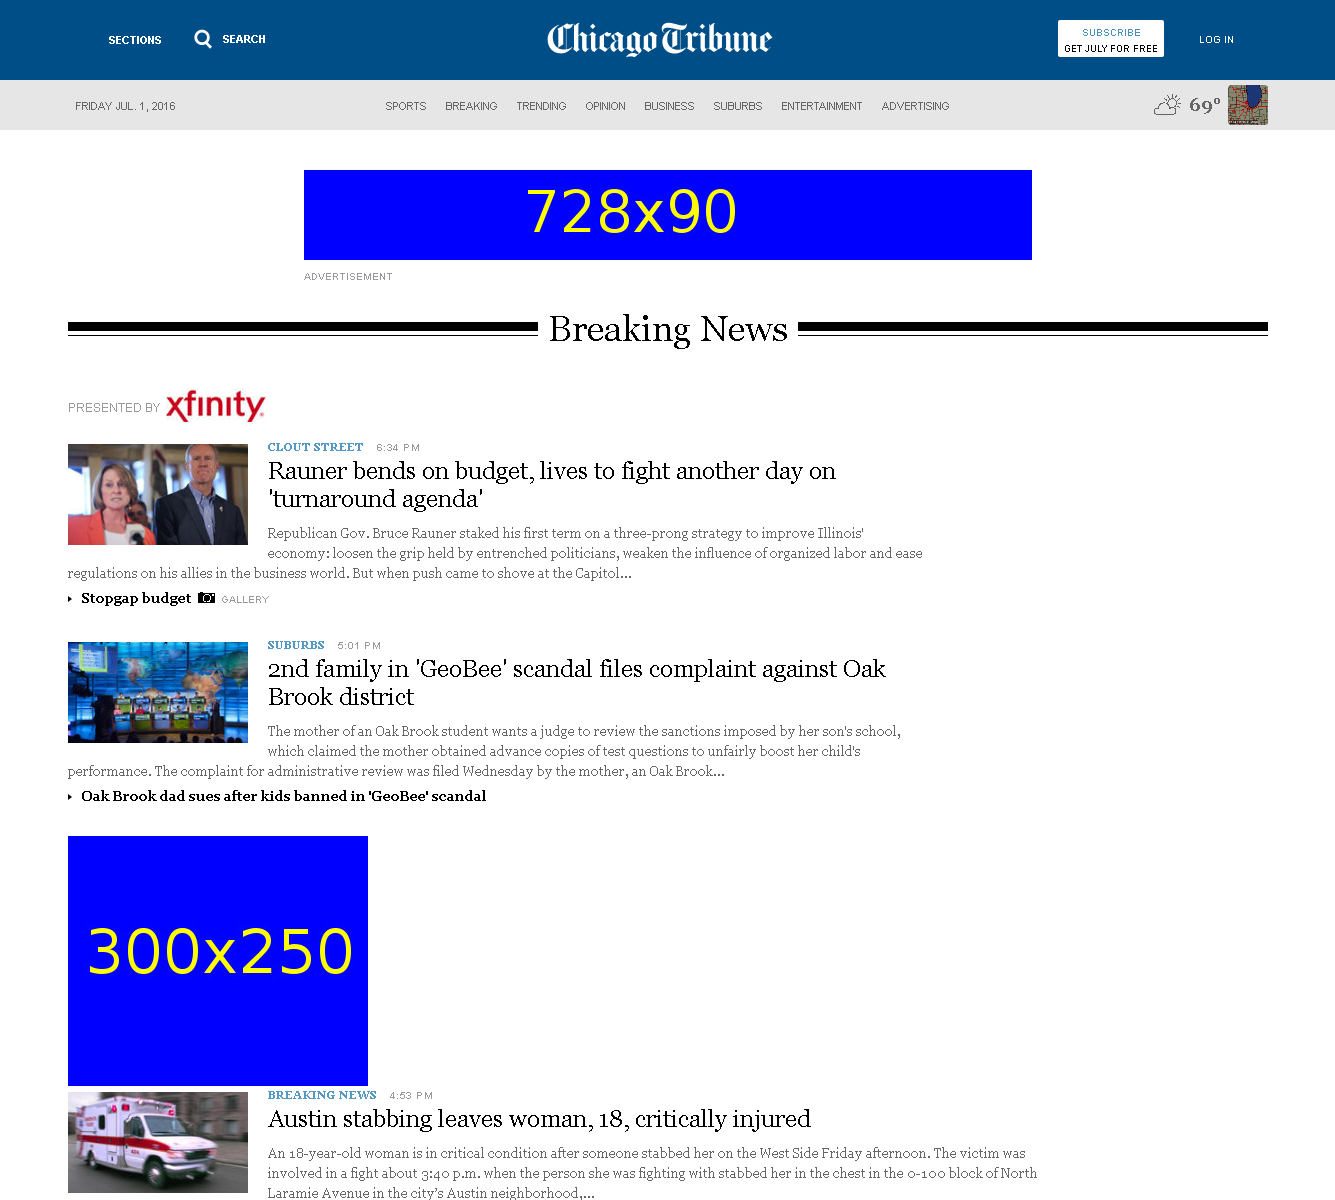 SECTIONS
SEARCH
Chicago Tribune
SUBSCRIBE
GET JULY FOR FREE
LOG IN
FRIDAY JUL. 1, 2016
SPORTS BREAKING TRENDING OPINION BUSINESS SUBURBS ENTERTAINMENT ADVERTISING
69°
728x90
ADVERTISEMENT
Breaking News
PRESENTED BY xfinity
CLOUT STREET 6:34 PM
Rauner bends on budget, lives to fight another day on
'turnaround agenda'
Republican Gov. Bruce Rauner staked his first term on a three-prong strategy to improve Illinois'
economy: loosen the grip held by entrenched politicians, weaken the influence of organized labor and ease
regulations on his allies in the business world. But when push came to shove at the Capitol...
Stopgap budget GALLERY
SUBURBS 5:01 PM
2nd family in 'GeoBee' scandal files complaint against Oak
Brook district
The mother of an Oak Brook student wants a judge to review the sanctions imposed by her son's school,
which claimed the mother obtained advance copies of test questions to unfairly boost her child's
performance. The complaint for administrative review was filed Wednesday by the mother, an Oak Brook...
Oak Brook dad sues after kids banned in 'GeoBee' scandal
300x250
BREAKING NEWS 4:53 PM
Austin stabbing leaves woman, 18, critically injured
An 18-year-old woman is in critical condition after someone stabbed her on the West Side Friday afternoon. The victim was
involved in a fight about 3:40 p.m. when the person she was fighting with stabbed her in the chest in the 0-100 block of North
Laramie Avenue in the city's Austin neighborhood,...